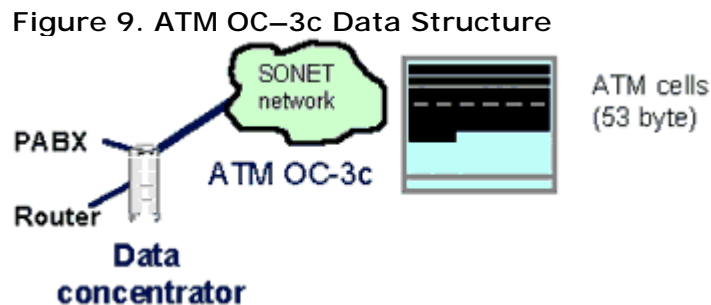 Figure 9. ATM OC–3c Data Structure
SONET
network
ATM cells
(53 byte)
PABX
ATM OC-3c
Router
Data
concentrator